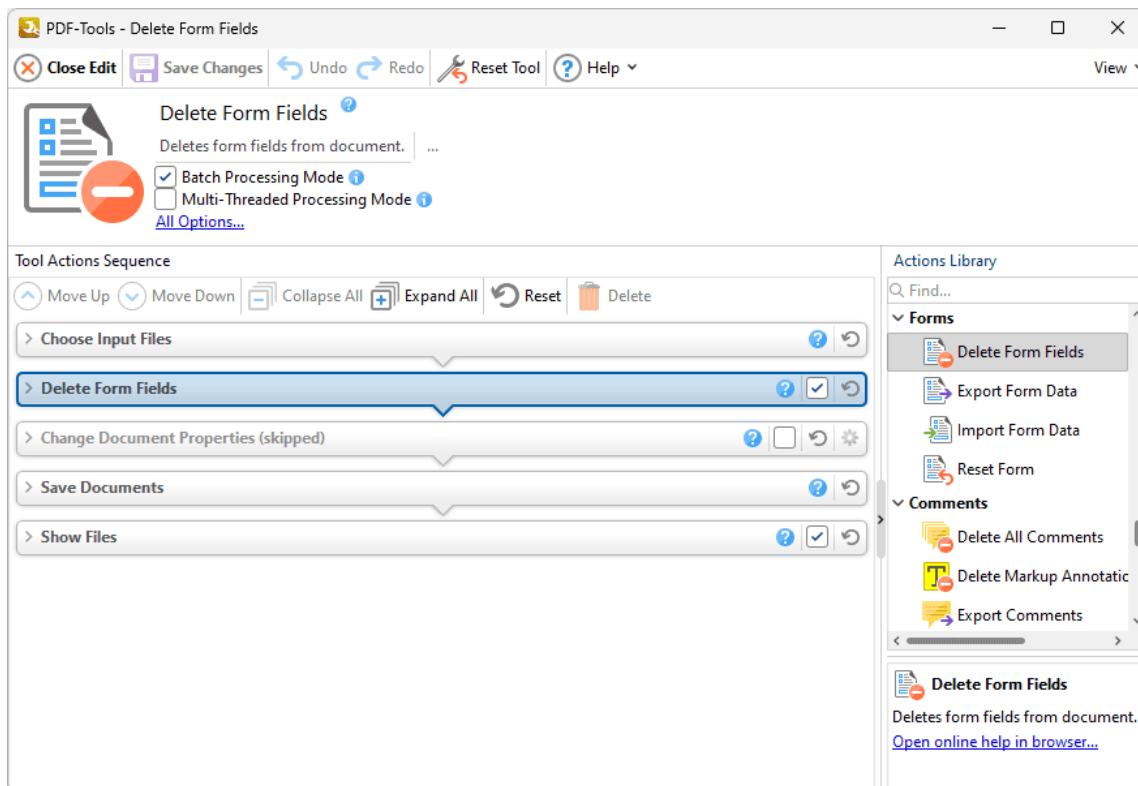 PDF-Tools - Delete Form Fields
Close Edit Save Changes Undo Redo Reset Tool ? Help View
Delete Form Fields ?
Deletes form fields from document. ...
Batch Processing Mode i
Multi-Threaded Processing Mode i
All Options...
Tool Actions Sequence
Move Up Move Down Collapse All Expand All Reset Delete
Choose Input Files ?
Delete Form Fields ?
Change Document Properties (skipped) ?
Save Documents ?
Show Files ?
Actions Library
Find...
Forms
Delete Form Fields
Export Form Data
Import Form Data
Reset Form
Comments
Delete All Comments
T Delete Markup Annotatic
Export Comments
Delete Form Fields
Deletes form fields from document.
Open online help in browser...